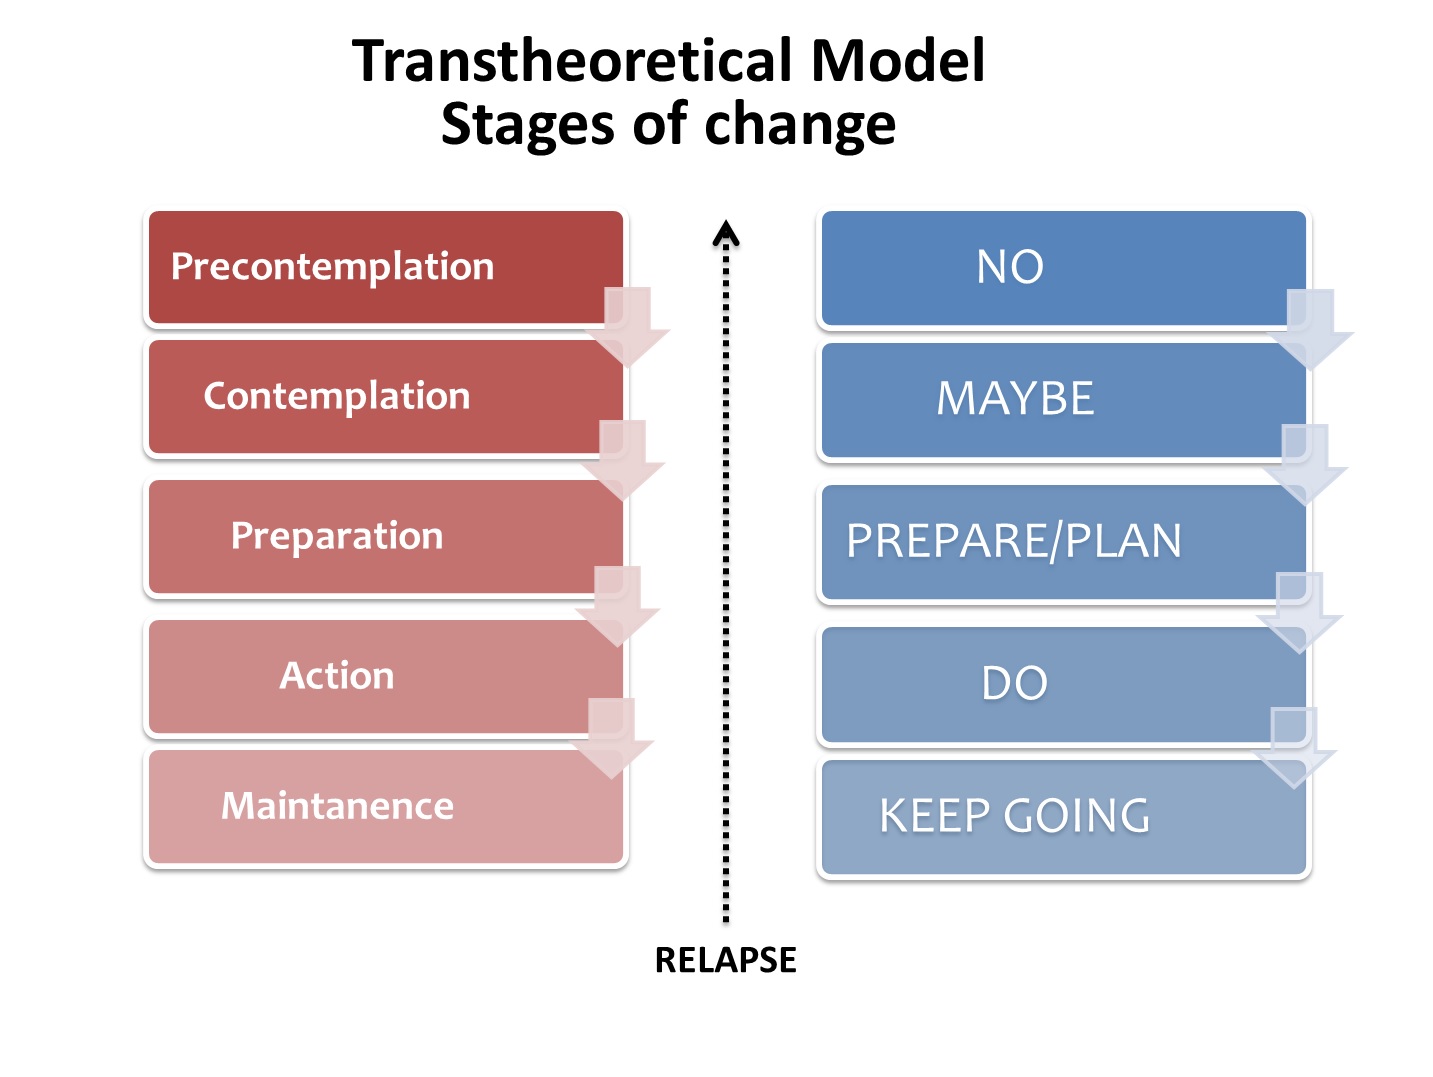 Transtheoretical Model
Stages of change
Precontemplation
Contemplation
Preparation
Action
Maintanence
NO
MAYBE
PREPARE/PLAN
DO
KEEP GOING
RELAPSE